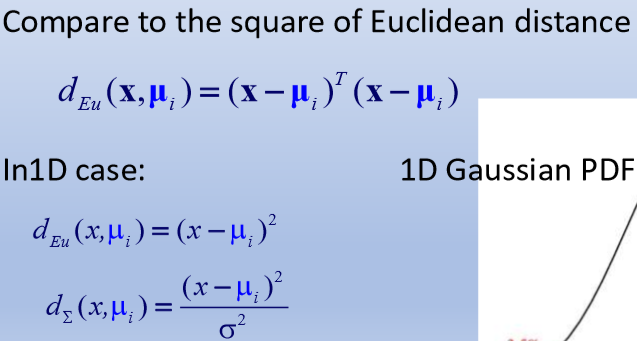 Compare to the square of Euclidean distance
d_Eu(x,μ_i) = (x − μ_i)^T (x − μ_i)
In1D case:
1D Gaussian PDF
d_Eu(x,μ_i) = (x − μ_i)^2
d_Σ(x,μ_i) = (x − μ_i)^2 / σ^2